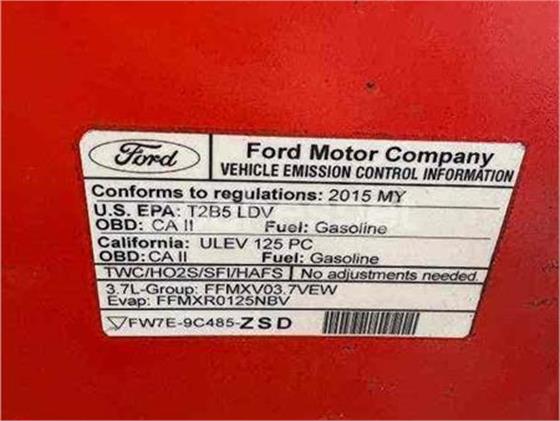 Ford
Ford Motor Company
VEHICLE EMISSION CONTROL INFORMATION
Conforms to regulations: 2015 MY
U.S. EPA: T2B5 LDV
OBD: CA II Fuel: Gasoline
California: ULEV 125 PC
OBD: CA II Fuel: Gasoline
TWC/HO2S/SFI/HAFS No adjustments needed.
3.7L-Group: FFMXV03.7VEW
Evap: FFMXR0125NBV
FW7E-9C485-ZSD